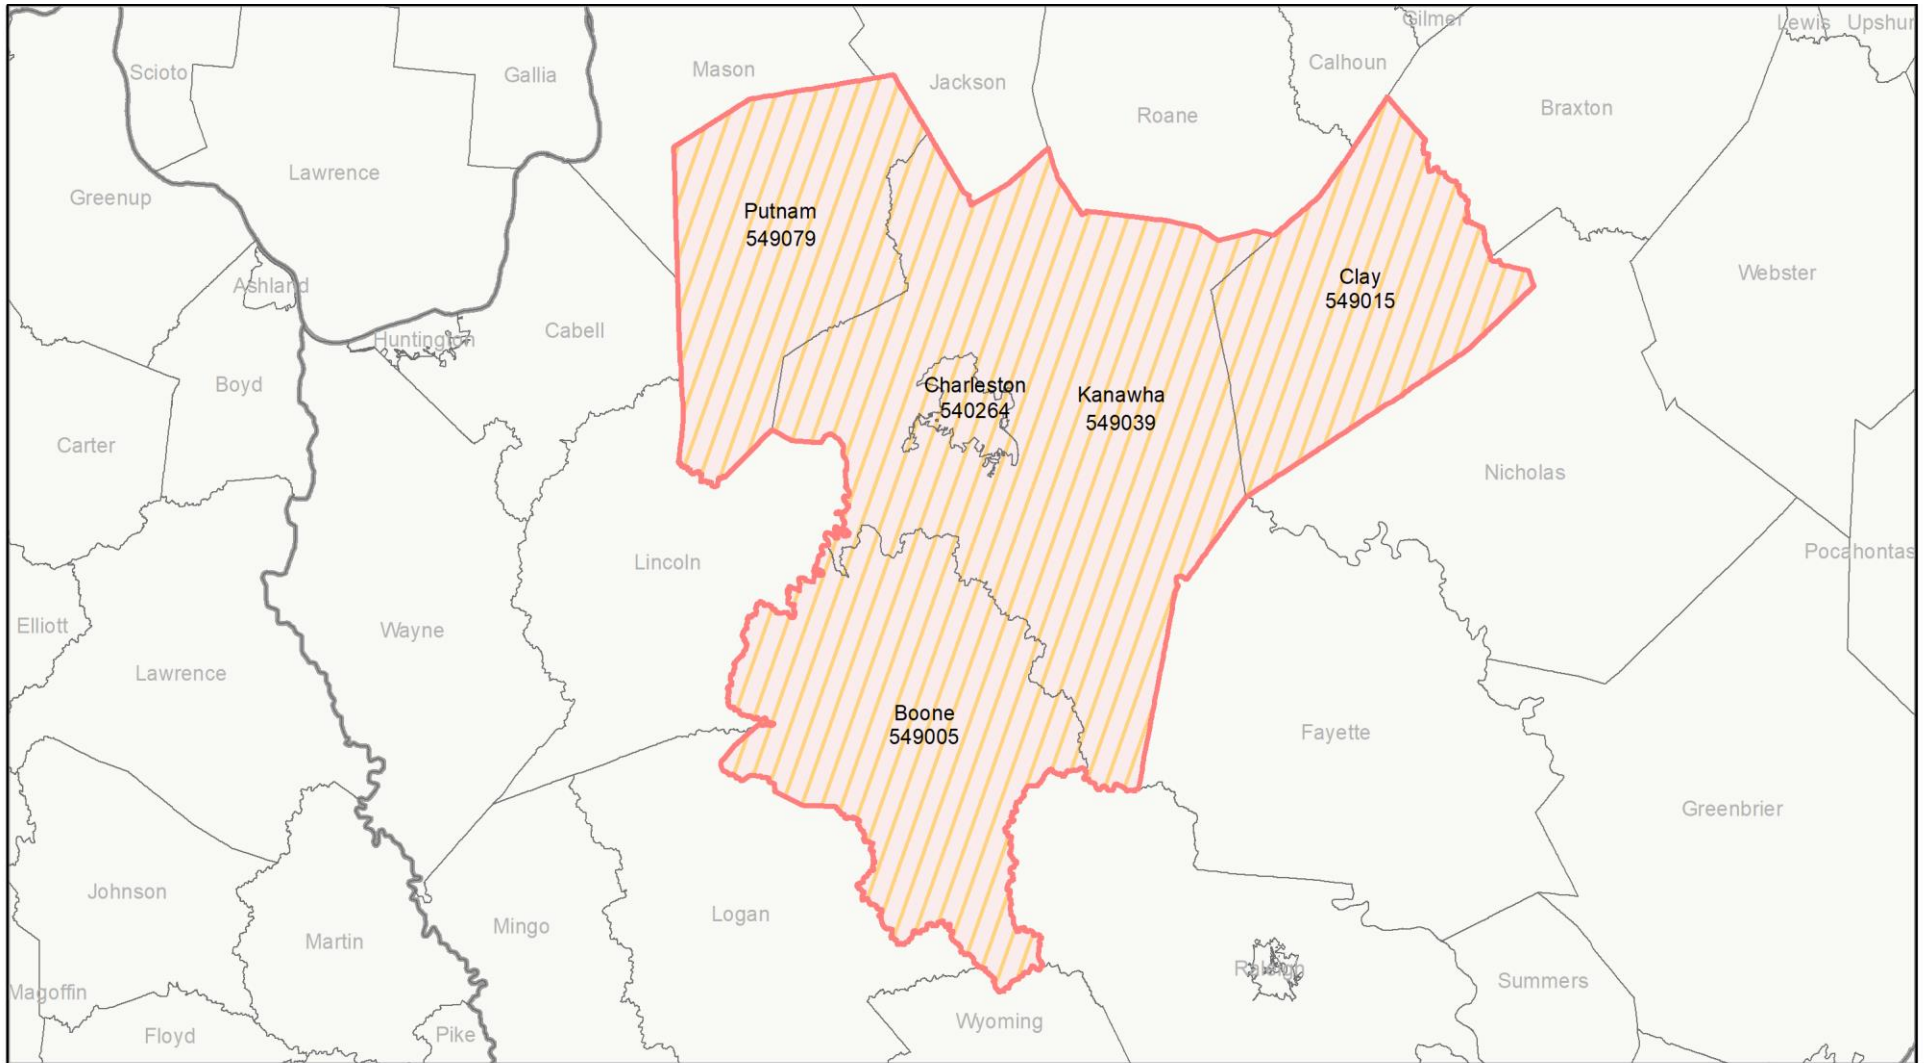 Gilmer
Lewis
Upshur
Scioto
Gallia
Mason
Jackson
Calhoun
Roane
Braxton
Lawrence
Greenup
Putnam
549079
Clay
549015
Webster
Ashland
Huntington
Cabell
Boyd
Charleston
540264
Kanawha
549039
Carter
Nicholas
Lincoln
Pocahontas
Elliott
Wayne
Lawrence
Boone
549005
Fayette
Greenbrier
Johnson
Logan
Mingo
Martin
Raleigh
Summers
Magoffin
Floyd
Pike
Wyoming